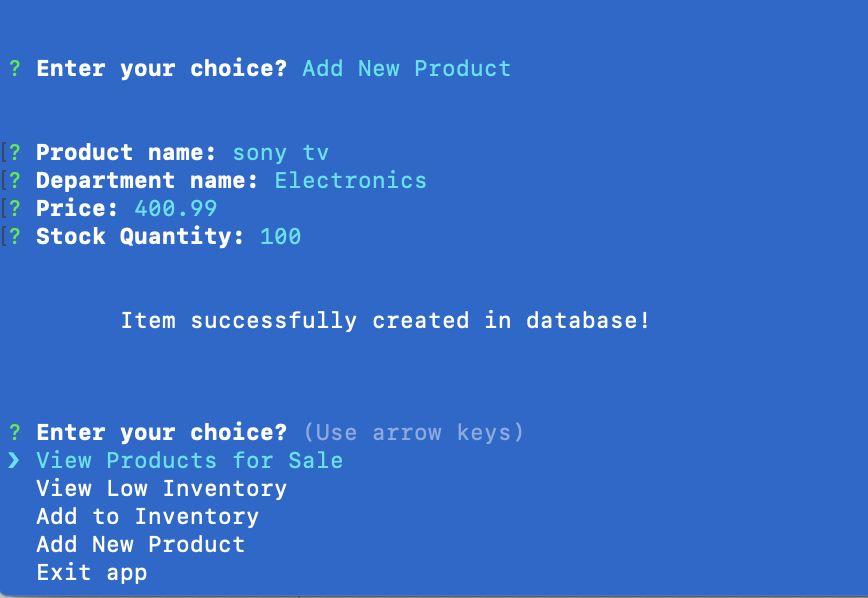 ? Enter your choice? Add New Product
[? Product name: sony tv
[? Department name: Electronics
[? Price: 400.99
[? Stock Quantity: 100
Item successfully created in database!
? Enter your choice? (Use arrow keys)
❯ View Products for Sale
View Low Inventory
Add to Inventory
Add New Product
Exit app